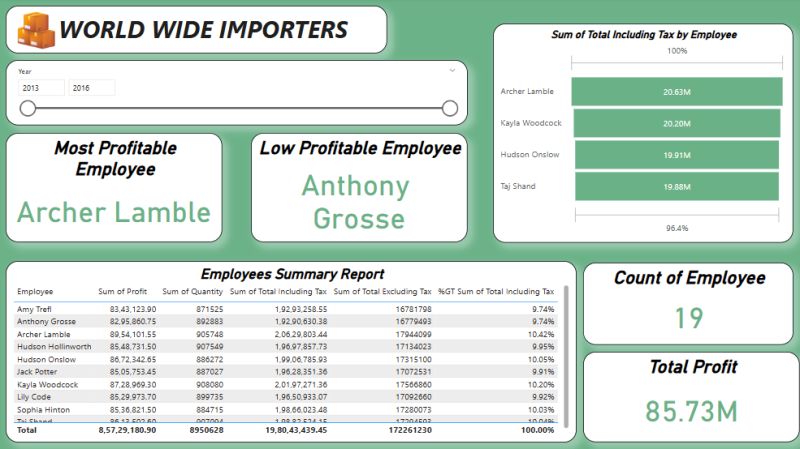 WORLD WIDE IMPORTERS
Year
2013 2016
Most Profitable
Employee
Archer Lamble
Low Profitable Employee
Anthony
Grosse
Sum of Total Including Tax by Employee
100%
Archer Lamble 20.63M
Kayla Woodcock 20.20M
Hudson Onslow 19.91M
Taj Shand 19.88M
96.4%
Employees Summary Report
Employee Sum of Profit Sum of Quantity Sum of Total Including Tax Sum of Total Excluding Tax %GT Sum of Total Including Tax
Amy Trefl 83,43,123.90 871525 1,92,93,258.55 16781798 9.74%
Anthony Grosse 82,95,860.75 892883 1,92,90,630.38 16779493 9.74%
Archer Lamble 89,54,101.55 905748 2,06,29,803.44 17944099 10.42%
Hudson Hollinworth 85,48,731.50 907549 1,96,97,857.73 17134023 9.95%
Hudson Onslow 86,72,342.65 886272 1,99,06,785.93 17315100 10.05%
Jack Potter 85,05,753.45 887027 1,96,28,351.36 17072531 9.91%
Kayla Woodcock 87,28,969.30 908080 2,01,97,271.36 17566860 10.20%
Lily Code 85,29,973.70 899735 1,96,50,933.07 17092660 9.92%
Sophia Hinton 85,36,821.50 884715 1,98,66,023.48 17280073 10.03%
Taj Shand
Total 8,57,29,180.90 8950628 19,80,43,439.45 172261230 100.00%
Count of Employee
19
Total Profit
85.73M